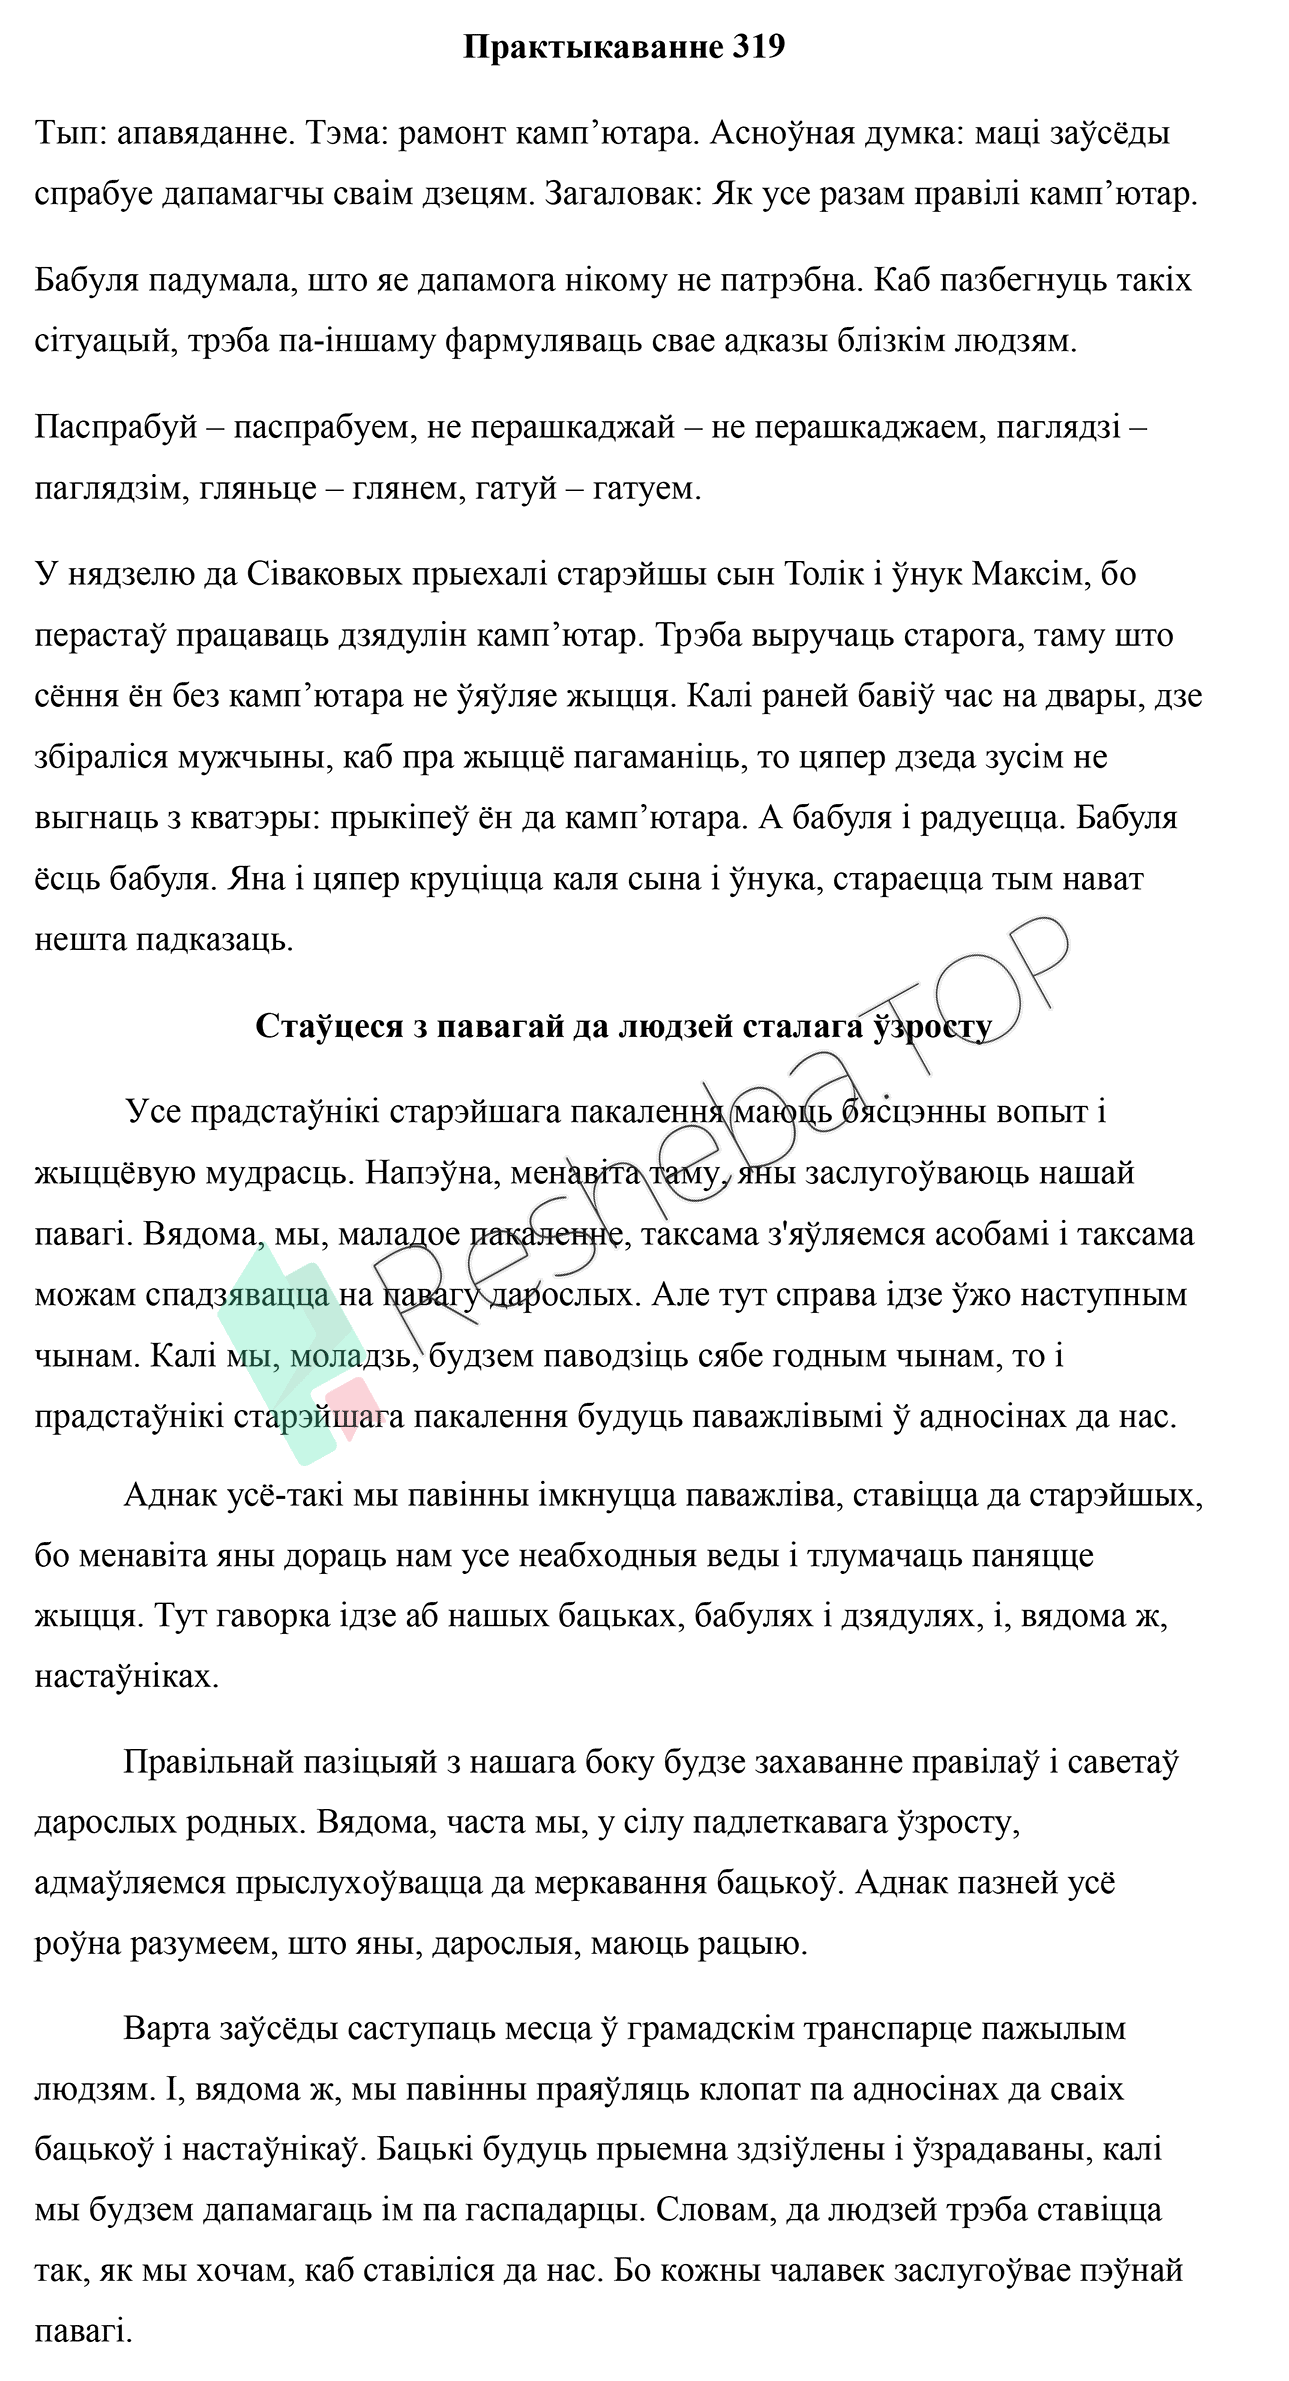 Практыкаванне 319
Тып: апавяданне. Тэма: рамонт камп’ютара. Асноўная думка: маці заўсёды
спрабуе дапамагчы сваім дзецям. Загаловак: Як усе разам правілі камп’ютар.
Бабуля падумала, што яе дапамога нікому не патрэбна. Каб пазбегнуць такіх
сітуацый, трэба па-іншаму фармуляваць свае адказы блізкім людзям.
Паспрабуй – паспрабуем, не перашкаджай – не перашкаджаем, паглядзі –
паглядзім, гляньце – глянем, гатуй – гатуем.
У нядзелю да Сіваковых прыехалі старэйшы сын Толік і ўнук Максім, бо
перастаў працаваць дзядулін камп’ютар. Трэба выручаць старога, таму што
сёння ён без камп’ютара не ўяўляе жыцця. Калі раней бавіў час на двары, дзе
збіраліся мужчыны, каб пра жыццё пагаманіць, то цяпер дзеда зусім не
выгнаць з кватэры: прыкіпеў ён да камп’ютара. А бабуля і радуецца. Бабуля
ёсць бабуля. Яна і цяпер круціцца каля сына і ўнука, стараецца тым нават
нешта падказаць.
Стаўцеся з павагай да людзей сталага ўзросту
Усе прадстаўнікі старэйшага пакалення маюць бясцэнны вопыт і
жыццёвую мудрасць. Напэўна, менавіта таму, яны заслугоўваюць нашай
павагі. Вядома, мы, маладое пакаленне, таксама з'яўляемся асобамі і таксама
можам спадзявацца на павагу дарослых. Але тут справа ідзе ўжо наступным
чынам. Калі мы, моладзь, будзем паводзіць сябе годным чынам, то і
прадстаўнікі старэйшага пакалення будуць паважлівымі ў адносінах да нас.
Аднак усё-такі мы павінны імкнуцца паважліва, ставіцца да старэйшых,
бо менавіта яны дораць нам усе неабходныя веды і тлумачаць паняцце
жыцця. Тут гаворка ідзе аб нашых бацьках, бабулях і дзядулях, і, вядома ж,
настаўніках.
Правільнай пазіцыяй з нашага боку будзе захаванне правілаў і саветаў
дарослых родных. Вядома, часта мы, у сілу падлеткавага ўзросту,
адмаўляемся прыслухоўвацца да меркавання бацькоў. Аднак пазней усё
роўна разумеем, што яны, дарослыя, маюць рацыю.
Варта заўсёды саступаць месца ў грамадскім транспарце пажылым
людзям. І, вядома ж, мы павінны праяўляць клопат па адносінах да сваіх
бацькоў і настаўнікаў. Бацькі будуць прыемна здзіўлены і ўзрадаваны, калі
мы будзем дапамагаць ім па гаспадарцы. Словам, да людзей трэба ставіцца
так, як мы хочам, каб ставіліся да нас. Бо кожны чалавек заслугоўвае пэўнай
павагі.
Resheba.TOP